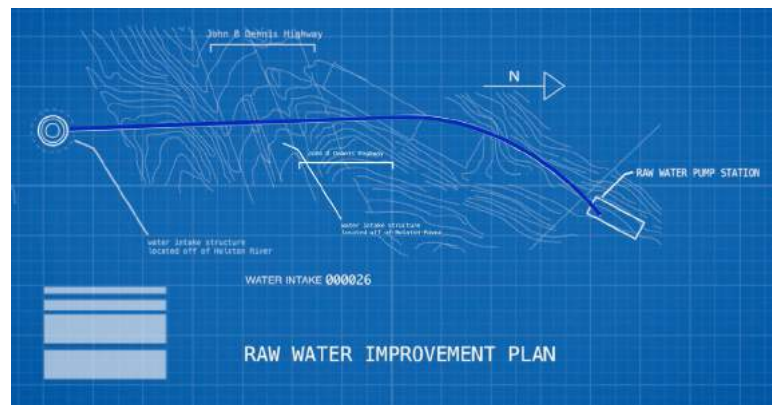 John B Dennis Highway
N
John B Dennis Highway
RAW WATER PUMP STATION
water intake structure
located off of Holston River
water intake structure
located off of Holston River
WATER INTAKE 000026
RAW WATER IMPROVEMENT PLAN